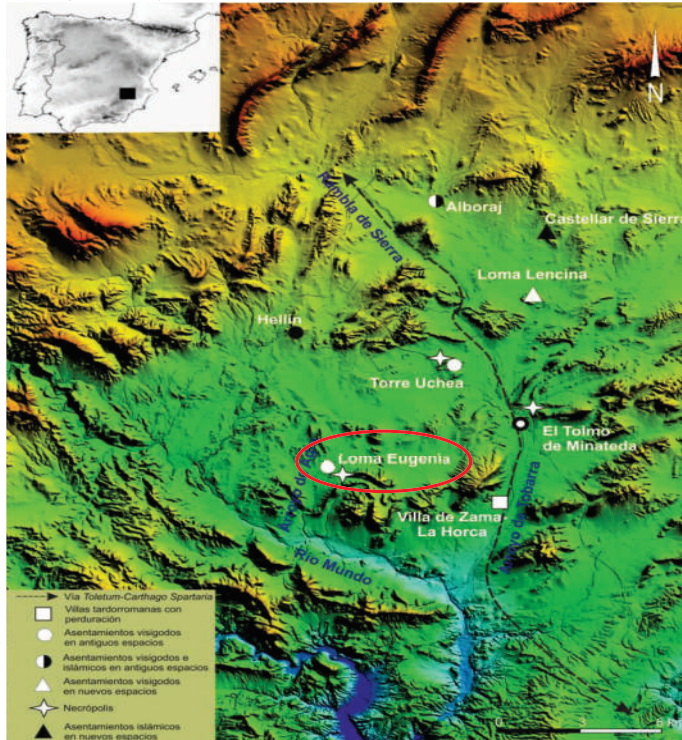 N
Rambla de Sierra
Alboraj
Castellar de Sierra
Loma Lencina
Hellín
Torre Uchea
El Tolmo
de Minateda
Loma Eugenia
Villa de Zama-
La Horca
Río Mundo
Vía Toletum-Carthago Spartaria
Villas tardorromanas con
perduración
Asentamientos visigodos
en antiguos espacios
Asentamientos visigodos e
islámicos en antiguos espacios
Asentamientos visigodos
en nuevos espacios
Necrópolis
Asentamientos islámicos
en nuevos espacios
0 3 6